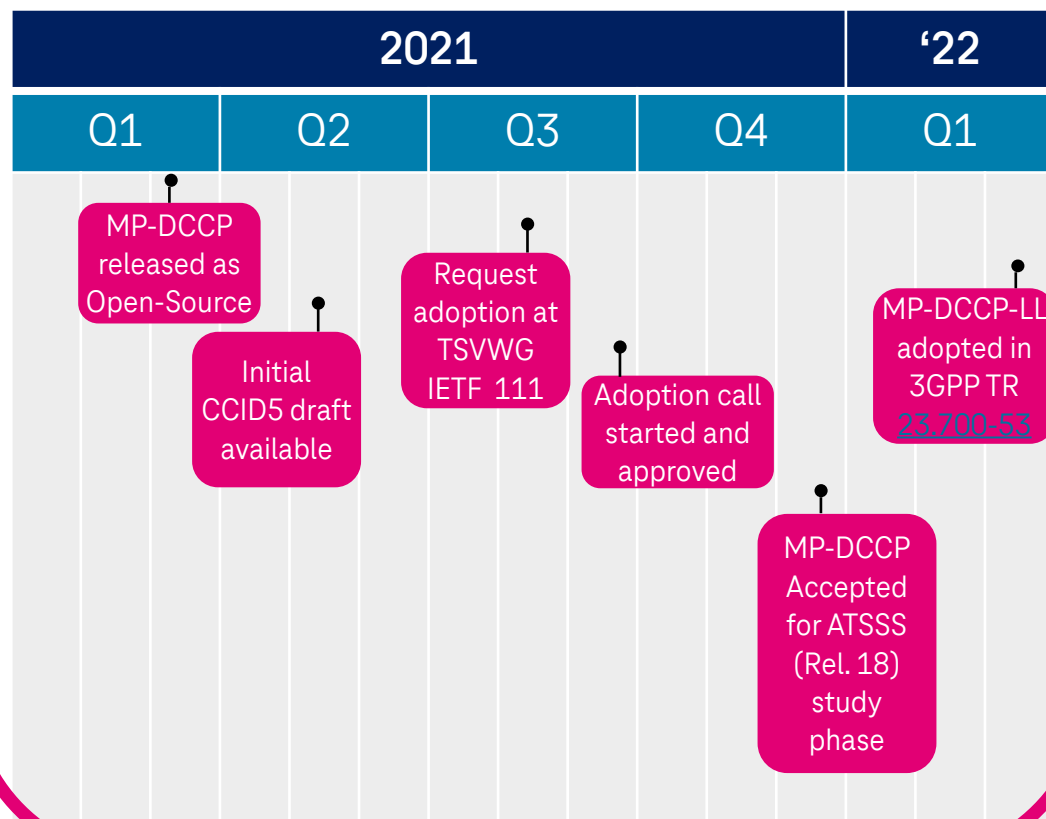 2021
‘22
Q1
Q2
Q3
Q4
Q1
MP-DCCP
released as
Open-Source
Initial
CCID5 draft
available
Request
adoption at
TSVWG
IETF 111
Adoption call
started and
approved
MP-DCCP
Accepted
for ATSSS
(Rel. 18)
study
phase
MP-DCCP-LL
adopted in
3GPP TR
23.700-53